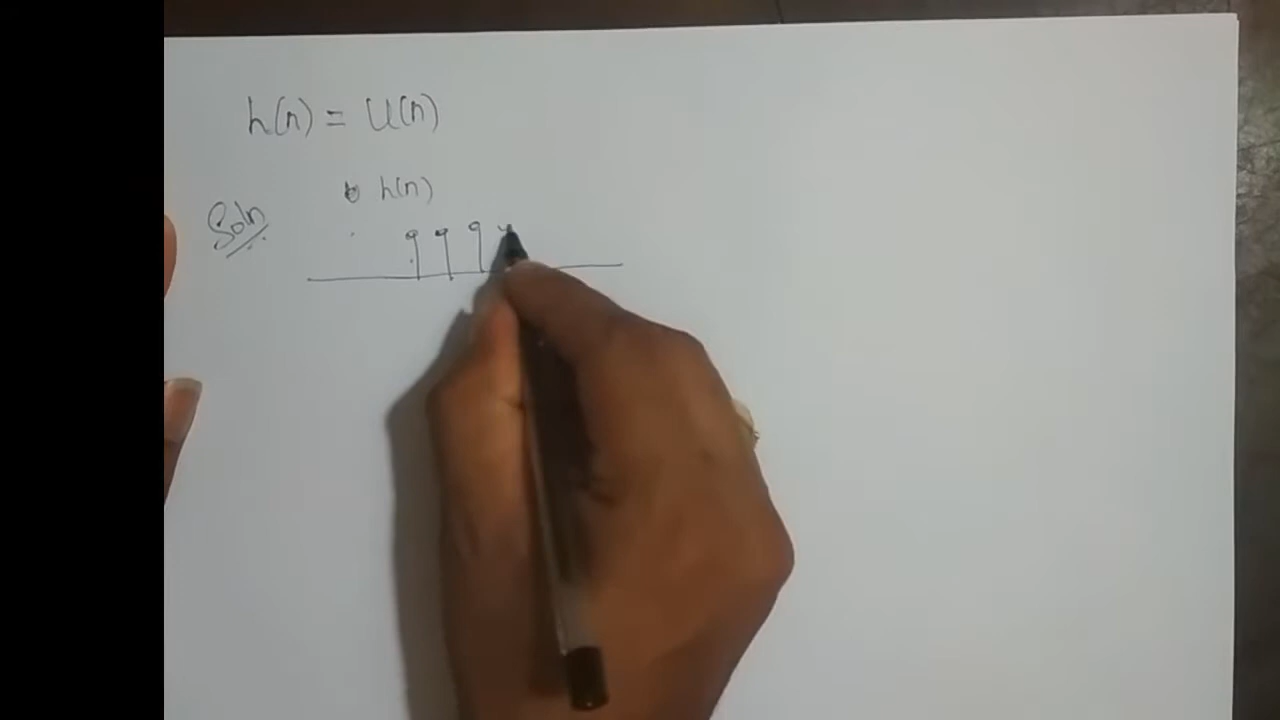 h(n) = U(n)
h(n)
Soln